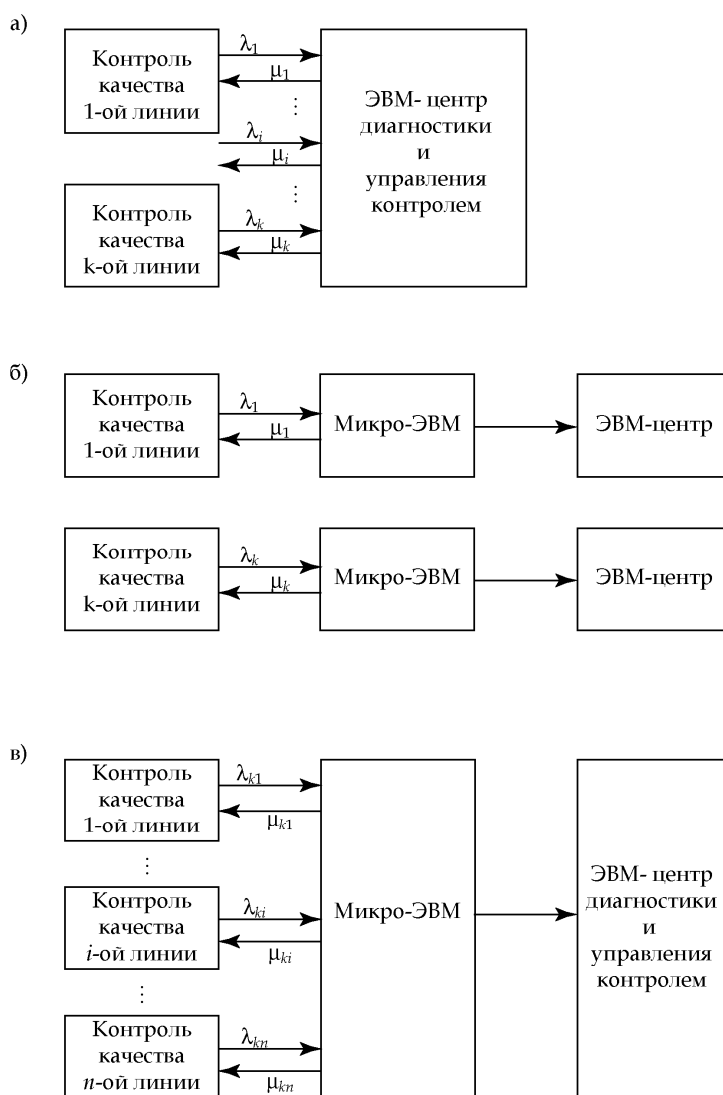 а)
Контроль
качества
1-ой линии
λ1
μ1
⋮
λi
μi
⋮
Контроль
качества
k-ой линии
λk
μk
ЭВМ- центр
диагностики
и
управления
контролем
б)
Контроль
качества
1-ой линии
λ1
μ1
Микро-ЭВМ
ЭВМ-центр
Контроль
качества
k-ой линии
λk
μk
Микро-ЭВМ
ЭВМ-центр
в)
Контроль
качества
1-ой линии
λk1
μk1
⋮
Контроль
качества
i-ой линии
λki
μki
⋮
Контроль
качества
n-ой линии
λkn
μkn
Микро-ЭВМ
ЭВМ- центр
диагностики
и
управления
контролем